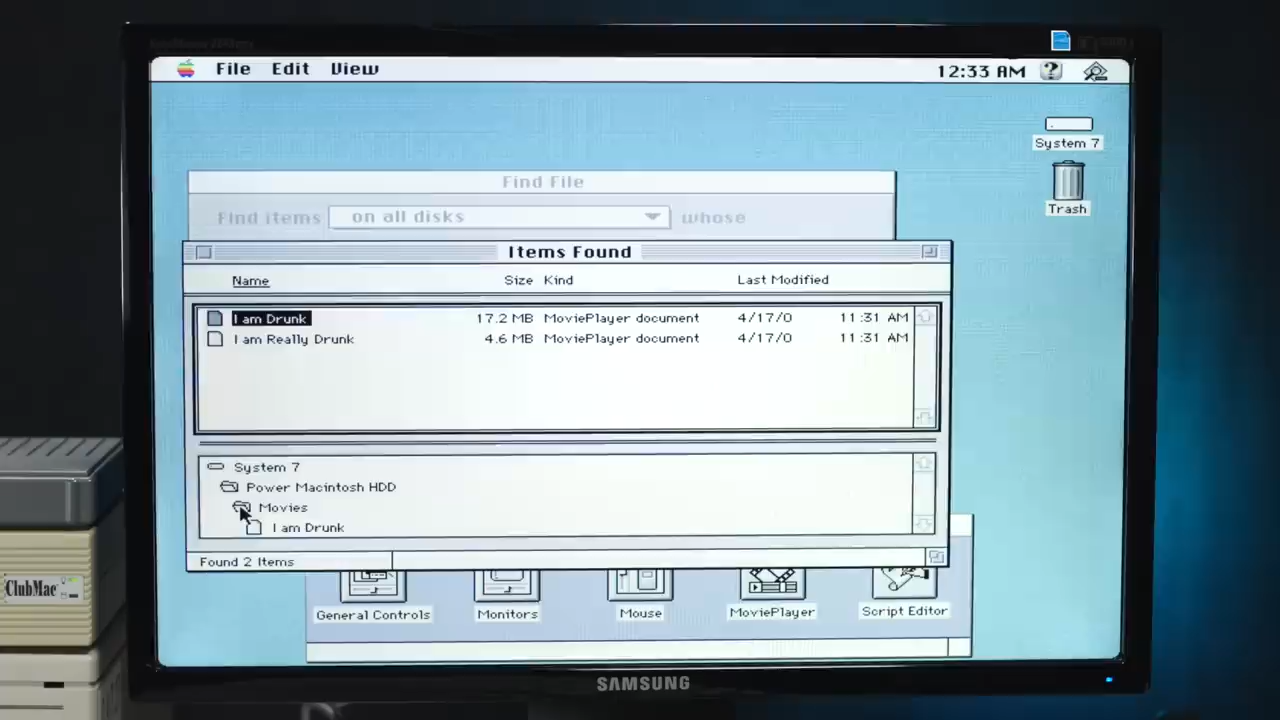 File Edit View
12:33 AM
System 7
Trash
Find File
Find items on all disks whose
Items Found
Name Size Kind Last Modified
I am Drunk 17.2 MB MoviePlayer document 4/17/0 11:31 AM
I am Really Drunk 4.6 MB MoviePlayer document 4/17/0 11:31 AM
System 7
Power Macintosh HDD
Movies
I am Drunk
Found 2 Items
General Controls Monitors Mouse MoviePlayer Script Editor
ClubMac
SAMSUNG